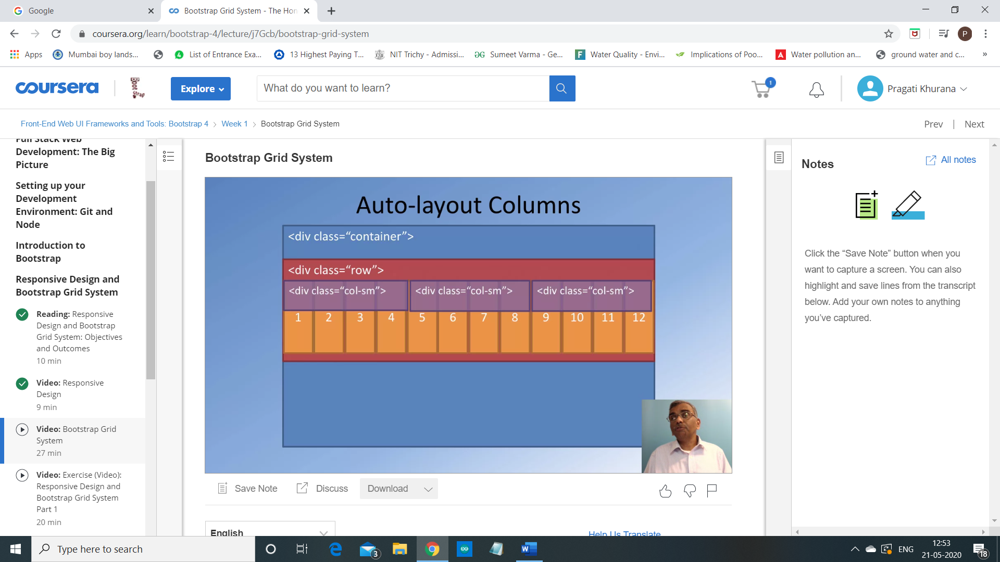 Google
Bootstrap Grid System - The Hon
coursera.org/learn/bootstrap-4/lecture/j7Gcb/bootstrap-grid-system
P
Apps
Mumbai boy lands...
4
List of Entrance Exa...
13 Highest Paying T...
NIT Trichy - Admissi...
GG
Sumeet Varma - Ge...
F
Water Quality - Envi...
Implications of Poo...
A
Water pollution an...
ground water and c...
»
coursera
Bootstrap
Explore
What do you want to learn?
1
Pragati Khurana
Front-End Web UI Frameworks and Tools: Bootstrap 4 > Week 1 > Bootstrap Grid System
Prev | Next
Full Stack Web
Development: The Big
Picture
Setting up your
Development
Environment: Git and
Node
Introduction to
Bootstrap
Responsive Design and
Bootstrap Grid System
Reading: Responsive
Design and Bootstrap
Grid System: Objectives
and Outcomes
10 min
Video: Responsive
Design
9 min
Video: Bootstrap Grid
System
27 min
Video: Exercise (Video):
Responsive Design and
Bootstrap Grid System
Part 1
20 min
Bootstrap Grid System
Auto-layout Columns
<div class=“container”>
<div class=“row”>
<div class=“col-sm”>
<div class=“col-sm”>
<div class=“col-sm”>
1 2 3 4 5 6 7 8 9 10 11 12
Save Note
Discuss
Download
English
Help Us Translate
Notes
All notes
Click the “Save Note” button when you
want to capture a screen. You can also
highlight and save lines from the transcript
below. Add your own notes to anything
you’ve captured.
Type here to search
3
W
ENG
12:53
21-05-2020
18